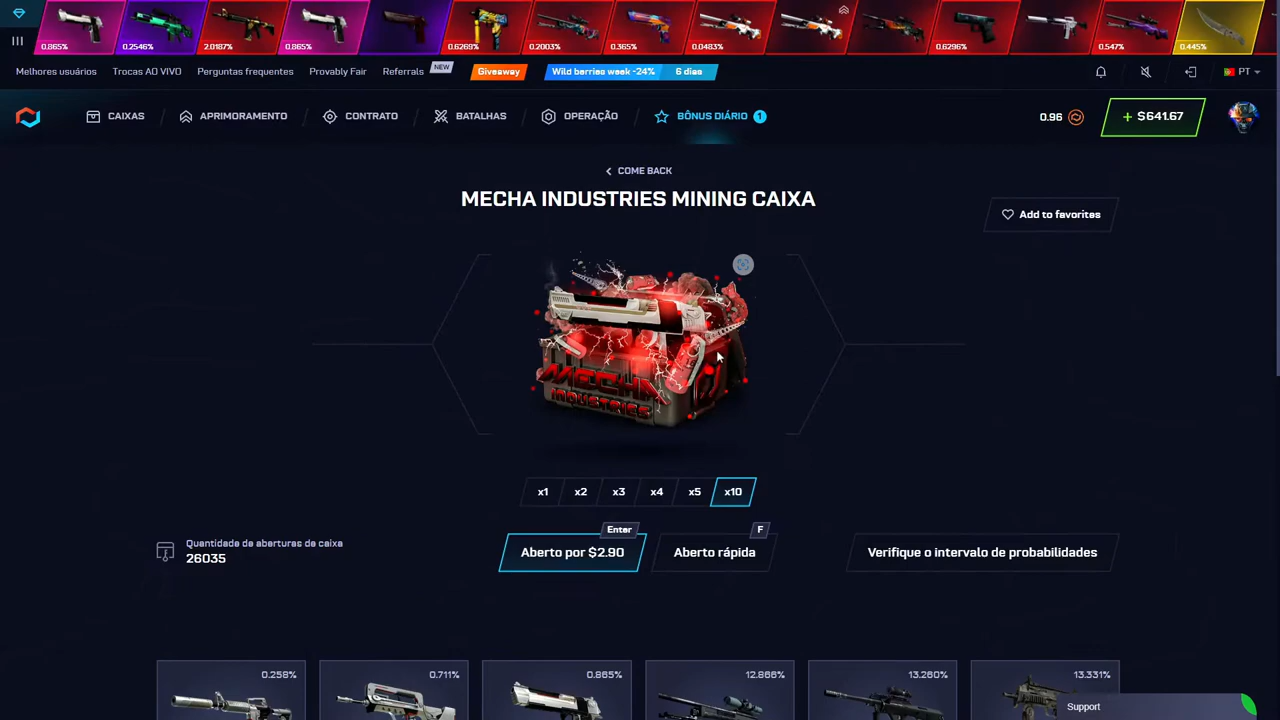 0.865%
0.2546%
2.0187%
0.865%
0.6269%
0.2003%
0.365%
0.0483%
0.6296%
0.547%
0.445%
Melhores usuários
Trocas AO VIVO
Perguntas frequentes
Provably Fair
Referrals
NEW
Giveaway
Wild berries week -24%
6 dias
PT
CAIXAS
APRIMORAMENTO
CONTRATO
BATALHAS
OPERAÇÃO
BÔNUS DIÁRIO
1
0.96
+ $641.67
COME BACK
MECHA INDUSTRIES MINING CAIXA
Add to favorites
MECHA
INDUSTRIES
x1
x2
x3
x4
x5
x10
Enter
F
Quantidade de aberturas de caixa
26035
Aberto por $2.90
Aberto rápida
Verifique o intervalo de probabilidades
0.258%
0.711%
0.865%
12.866%
13.260%
13.331%
Support